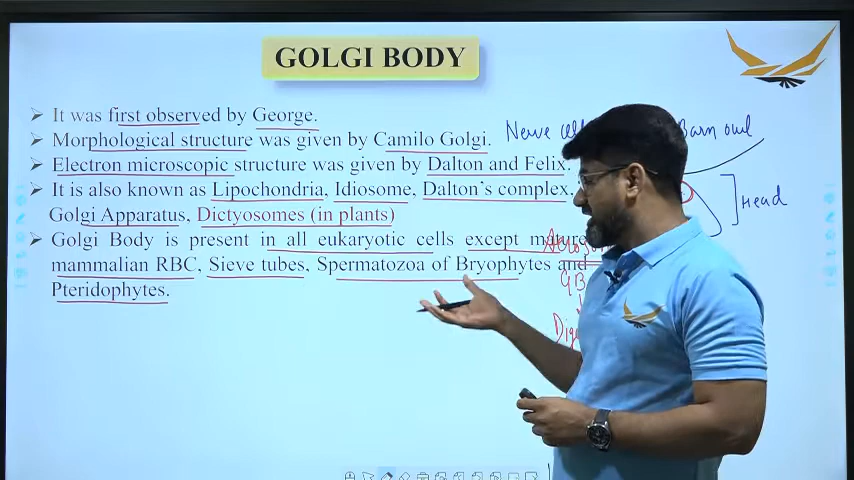 GOLGI BODY
➢ It was first observed by George.
➢ Morphological structure was given by Camilo Golgi.
➢ Electron microscopic structure was given by Dalton and Felix.
➢ It is also known as Lipochondria, Idiosome, Dalton's complex,
Golgi Apparatus, Dictyosomes (in plants)
➢ Golgi Body is present in all eukaryotic cells except mature
mammalian RBC, Sieve tubes, Spermatozoa of Bryophytes and
Pteridophytes.
Nerve Barn owl
Head
GB